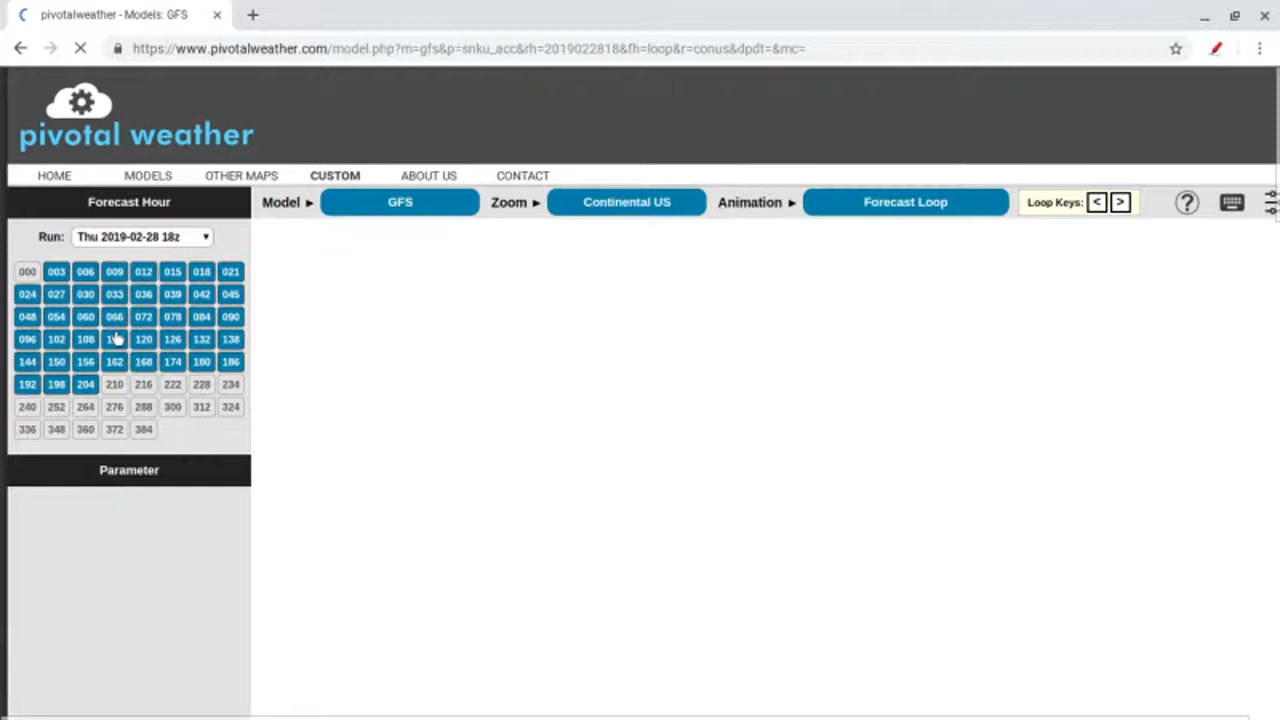 pivotalweather - Models: GFS
https://www.pivotalweather.com/model.php?m=gfs&p=snku_acc&rh=2019022818&fh=loop&r=conus&dpdt=&mc=
pivotal weather
HOME MODELS OTHER MAPS CUSTOM ABOUT US CONTACT
Forecast Hour Model ▸ GFS Zoom ▸ Continental US Animation ▸ Forecast Loop Loop Keys: < > ?
Run: Thu 2019-02-28 18z
000 003 006 009 012 015 018 021
024 027 030 033 036 039 042 045
048 054 060 066 072 078 084 090
096 102 108 120 126 132 138
144 150 156 162 168 174 180 186
192 198 204 210 216 222 228 234
240 252 264 276 288 300 312 324
336 348 360 372 384
Parameter